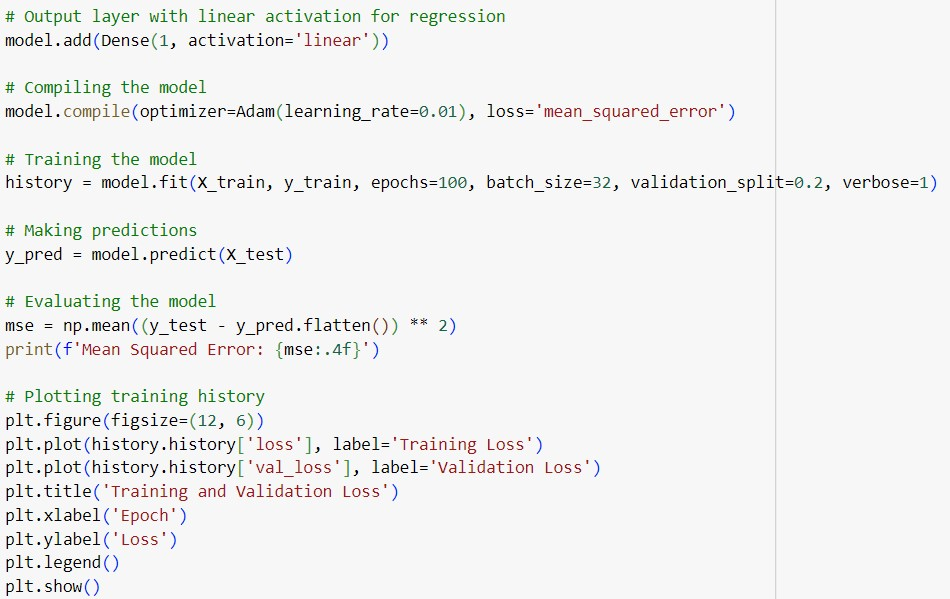 # Output layer with linear activation for regression
model.add(Dense(1, activation='linear'))
# Compiling the model
model.compile(optimizer=Adam(learning_rate=0.01), loss='mean_squared_error')
# Training the model
history = model.fit(X_train, y_train, epochs=100, batch_size=32, validation_split=0.2, verbose=1)
# Making predictions
y_pred = model.predict(X_test)
# Evaluating the model
mse = np.mean((y_test - y_pred.flatten()) ** 2)
print(f'Mean Squared Error: {mse:.4f}')
# Plotting training history
plt.figure(figsize=(12, 6))
plt.plot(history.history['loss'], label='Training Loss')
plt.plot(history.history['val_loss'], label='Validation Loss')
plt.title('Training and Validation Loss')
plt.xlabel('Epoch')
plt.ylabel('Loss')
plt.legend()
plt.show()